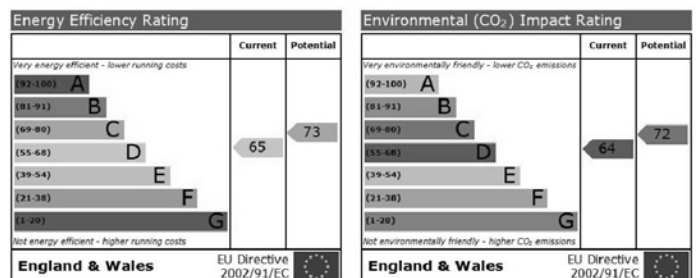 Energy Efficiency Rating
Current Potential
Very energy efficient - lower running costs
(92-100) A
(81-91) B
(69-80) C
(55-68) D
(39-54) E
(21-38) F
(1-20) G
65
73
Not energy efficient - higher running costs
England & Wales
EU Directive
2002/91/EC
Environmental (CO₂) Impact Rating
Current Potential
Very environmentally friendly - lower CO₂ emissions
(92-100) A
(81-91) B
(69-80) C
(55-68) D
(39-54) E
(21-38) F
(1-20) G
64
72
Not environmentally friendly - higher CO₂ emissions
England & Wales
EU Directive
2002/91/EC